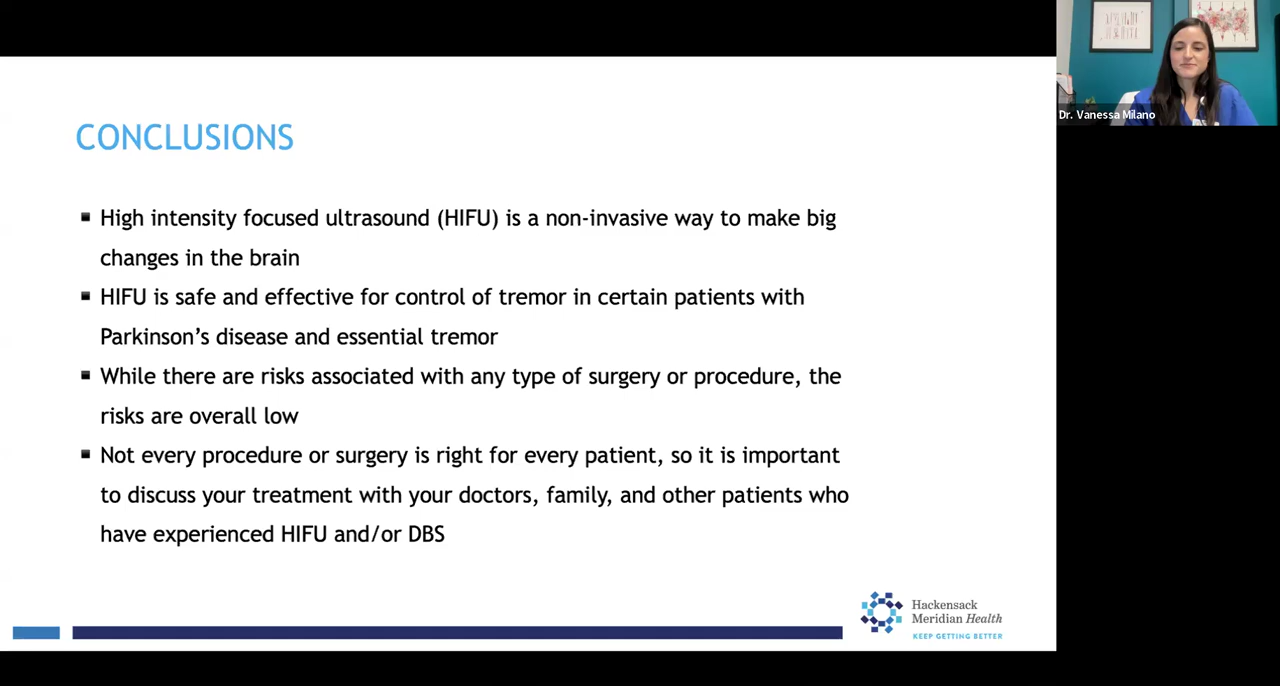 Dr. Vanessa Milano
CONCLUSIONS
▪ High intensity focused ultrasound (HIFU) is a non-invasive way to make big
changes in the brain
▪ HIFU is safe and effective for control of tremor in certain patients with
Parkinson’s disease and essential tremor
▪ While there are risks associated with any type of surgery or procedure, the
risks are overall low
▪ Not every procedure or surgery is right for every patient, so it is important
to discuss your treatment with your doctors, family, and other patients who
have experienced HIFU and/or DBS
Hackensack
Meridian Health
KEEP GETTING BETTER